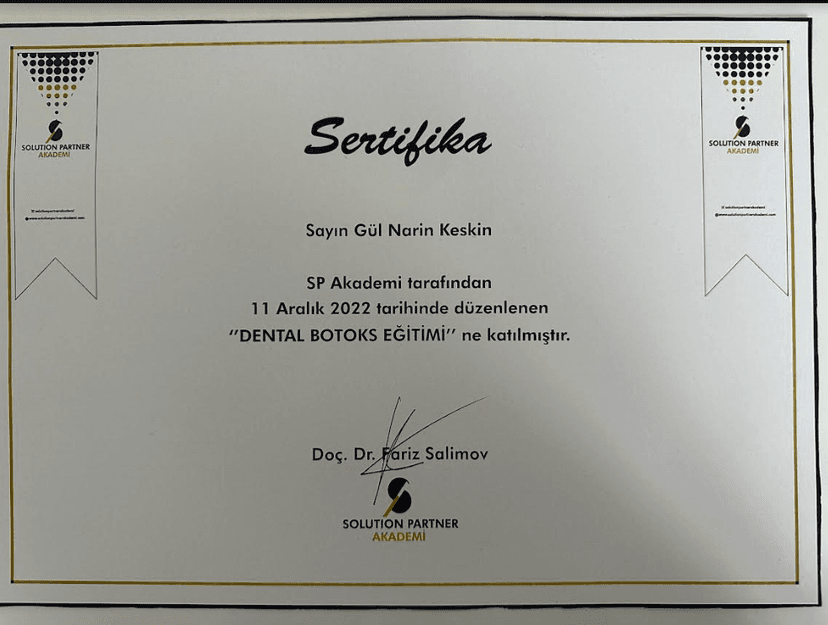 Sertifika
SOLUTION PARTNER
AKADEMİ
SOLUTION PARTNER
AKADEMİ
Sayın Gül Narin Keskin
SP Akademi tarafından
11 Aralık 2022 tarihinde düzenlenen
‘‘DENTAL BOTOKS EĞİTİMİ’’ ne katılmıştır.
Doç. Dr. Fariz Salimov
SOLUTION PARTNER
AKADEMİ